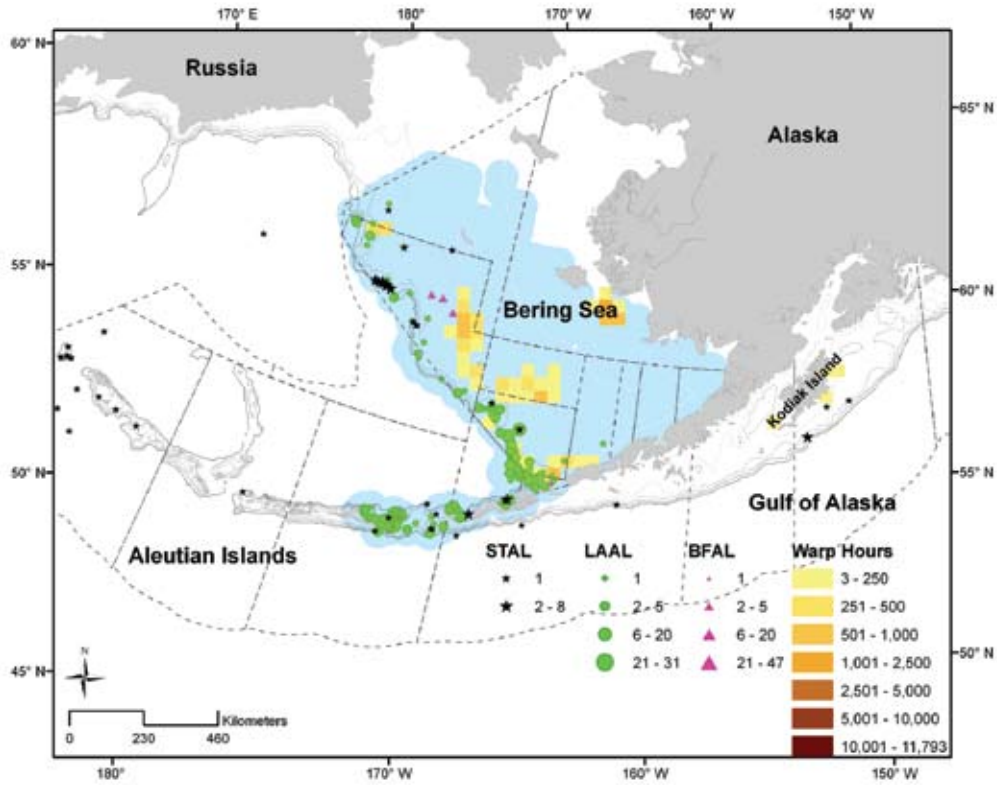 170° E 180° 170° W 160° W 150° W
60° N
Russia
Alaska
65° N
55° N
60° N
Bering Sea
Kodiak Island
50° N
55° N
Gulf of Alaska
Aleutian Islands
STAL LAAL BFAL Warp Hours
1 1 1 3 - 250
2 - 8 2 - 5 2 - 5 251 - 500
6 - 20 6 - 20 501 - 1,000
21 - 31 21 - 47 1,001 - 2,500
50° N
45° N
N
2,501 - 5,000
Kilometers
5,001 - 10,000
0 230 460
10,001 - 11,793
180° 170° W 160° W 150° W